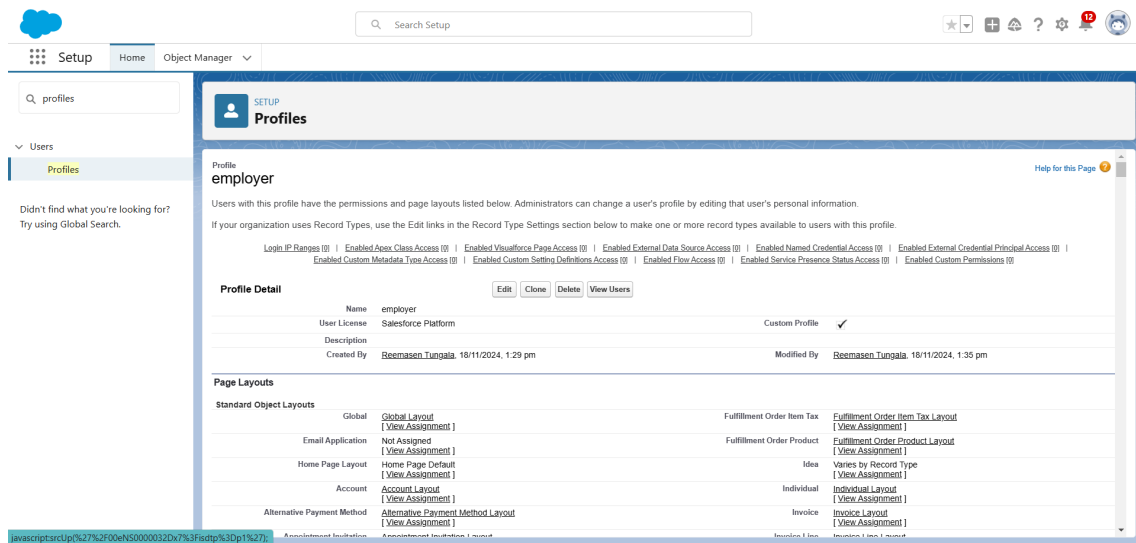 Search Setup
12
Setup Home Object Manager
profiles
Users
Profiles
Didn't find what you're looking for?
Try using Global Search.
SETUP
Profiles
Profile
employer
Help for this Page
Users with this profile have the permissions and page layouts listed below. Administrators can change a user's profile by editing that user's personal information.
If your organization uses Record Types, use the Edit links in the Record Type Settings section to make one or more record types available to users with this profile.
Login IP Ranges [0] | Enabled Apex Class Access [0] | Enabled Visualforce Page Access [0] | Enabled External Data Source Access [0] | Enabled Named Credential Access [0] | Enabled External Credential Principal Access [0] |
Enabled Custom Metadata Type Access [0] | Enabled Custom Setting Definitions Access [0] | Enabled Flow Access [0] | Enabled Service Presence Status Access [0] | Enabled Custom Permissions [0]
Profile Detail Edit Clone Delete View Users
Name employer
User License Salesforce Platform Custom Profile ✓
Description
Created By Reemasen Tungala, 18/11/2024, 1:29 pm Modified By Reemasen Tungala, 18/11/2024, 1:35 pm
Page Layouts
Standard Object Layouts
Global Global Layout Fulfillment Order Item Tax Fulfillment Order Item Tax Layout
[ View Assignment ] [ View Assignment ]
Email Application Not Assigned Fulfillment Order Product Fulfillment Order Product Layout
[ View Assignment ] [ View Assignment ]
Home Page Layout Home Page Default Idea Varies by Record Type
[ View Assignment ] [ View Assignment ]
Account Account Layout Individual Individual Layout
[ View Assignment ] [ View Assignment ]
Alternative Payment Method Alternative Payment Method Layout Invoice Invoice Layout
[ View Assignment ] [ View Assignment ]
Appointment Invitation Appointment Invitation Layout Invoice Line Invoice Line Layout
javascript:srcUp(%27%2F00eNS0000032Dx7%3Fisdtp%3Dp1%27);